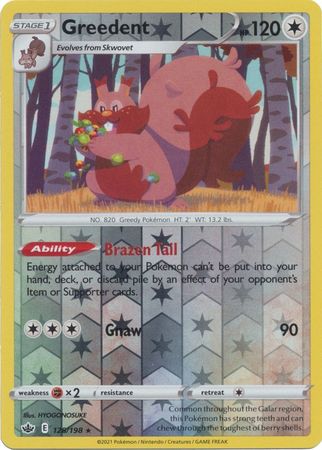 STAGE 1
Greedent
HP 120
Evolves from Skwovet
NO. 820 Greedy Pokémon HT: 2' WT: 13.2 lbs.
Ability Brazen Tail
Energy attached to your Pokémon can't be put into your
hand, deck, or discard pile by an effect of your opponent's
Item or Supporter cards.
Gnaw 90
weakness ×2 resistance retreat
Illus. HYOGONOSUKE
E 128/198 ★
Common throughout the Galar region,
this Pokémon has strong teeth and can
chew through the toughest of berry shells.
©2021 Pokémon / Nintendo / Creatures / GAME FREAK